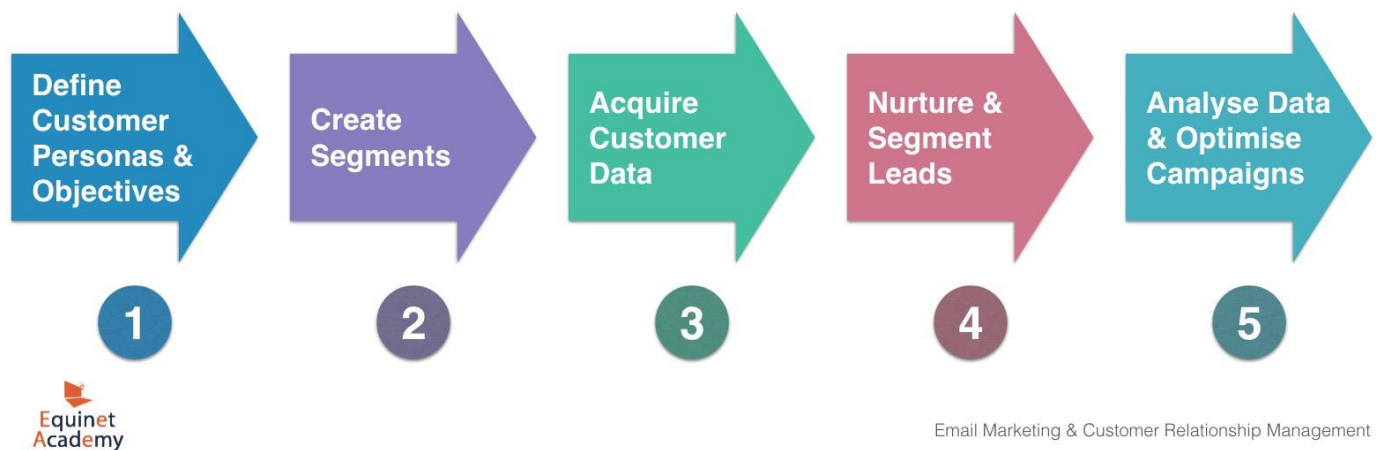 Define
Customer
Personas &
Objectives
Create
Segments
Acquire
Customer
Data
Nurture &
Segment
Leads
Analyse Data
& Optimise
Campaigns
1
2
3
4
5
Equinet
Academy
Email Marketing & Customer Relationship Management